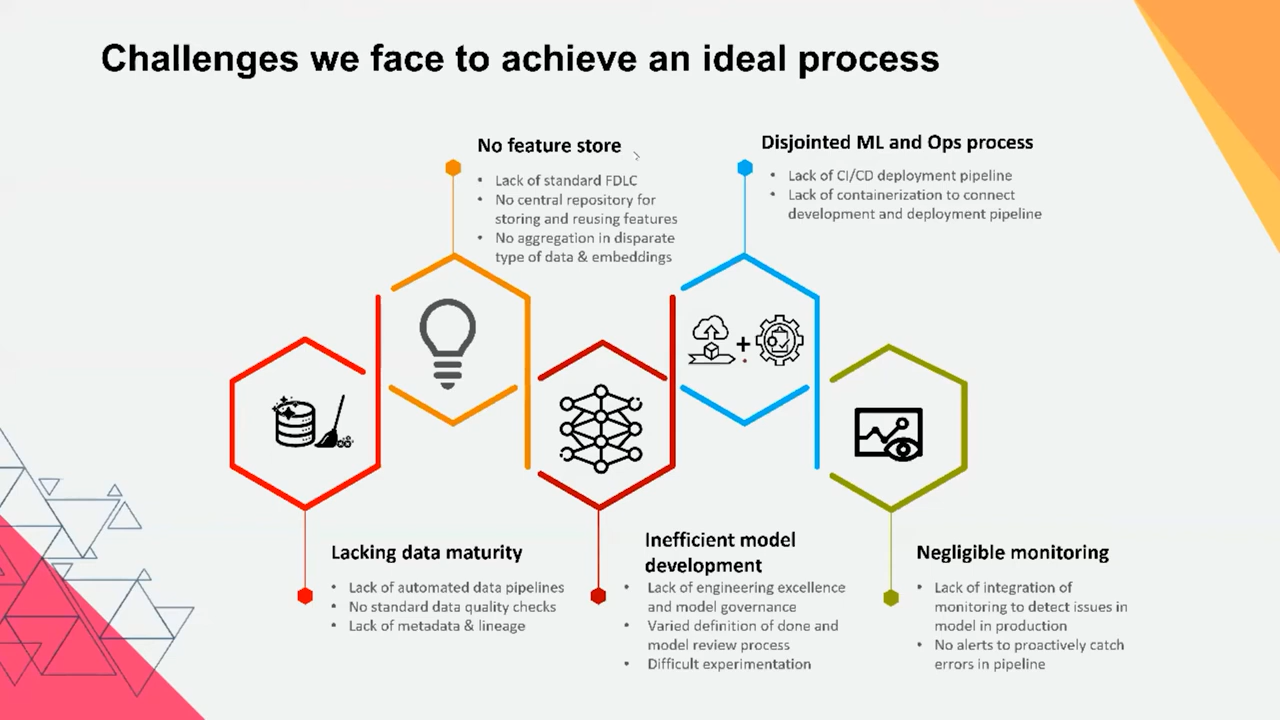 Challenges we face to achieve an ideal process
No feature store
• Lack of standard FDLC
• No central repository for
storing and reusing features
• No aggregation in disparate
type of data & embeddings
Disjointed ML and Ops process
• Lack of CI/CD deployment pipeline
• Lack of containerization to connect
development and deployment pipeline
+
Lacking data maturity
• Lack of automated data pipelines
• No standard data quality checks
• Lack of metadata & lineage
Inefficient model
development
• Lack of engineering excellence
and model governance
• Varied definition of done and
model review process
• Difficult experimentation
Negligible monitoring
• Lack of integration of
monitoring to detect issues in
model in production
• No alerts to proactively catch
errors in pipeline